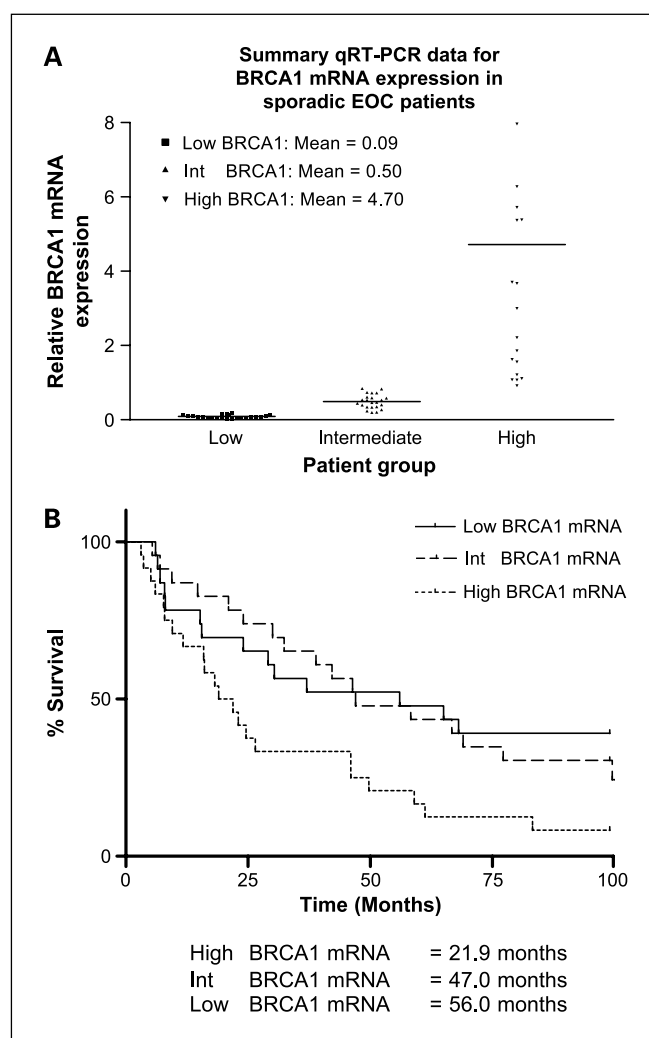 A
Summary qRT-PCR data for
BRCA1 mRNA expression in
sporadic EOC patients
Low BRCA1: Mean = 0.09
Int BRCA1: Mean = 0.50
High BRCA1: Mean = 4.70
Relative BRCA1 mRNA
expression
8
6
4
2
0
Low Intermediate High
Patient group
B
Low BRCA1 mRNA
Int BRCA1 mRNA
High BRCA1 mRNA
% Survival
100
50
0
0 25 50 75 100
Time (Months)
High BRCA1 mRNA = 21.9 months
Int BRCA1 mRNA = 47.0 months
Low BRCA1 mRNA = 56.0 months